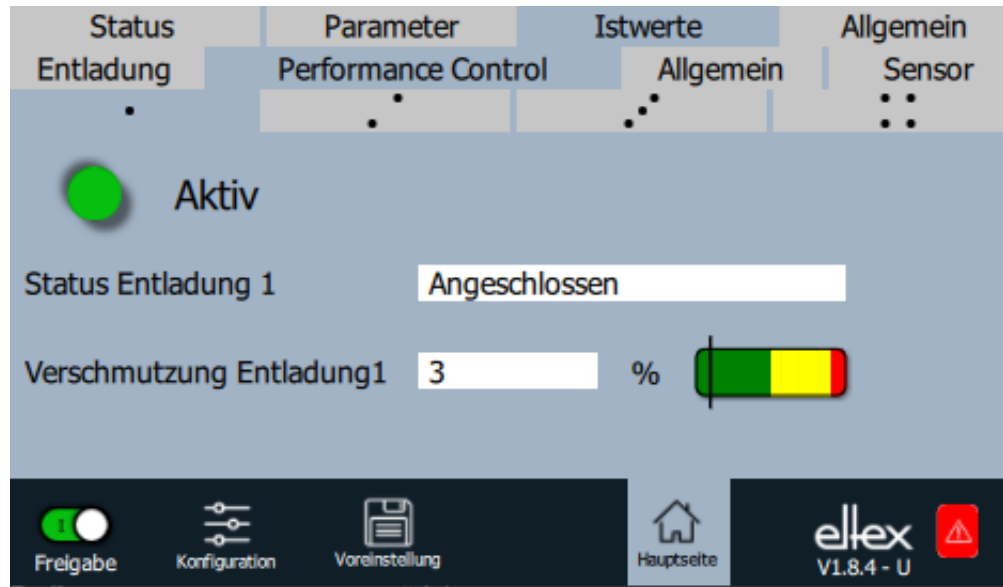 Status Parameter Istwerte Allgemein
Entladung Performance Control Allgemein Sensor
Aktiv
Status Entladung 1 Angeschlossen
Verschmutzung Entladung1 3 %
I
Freigabe Konfiguration Voreinstellung Hauptseite eltex
V1.8.4 - U